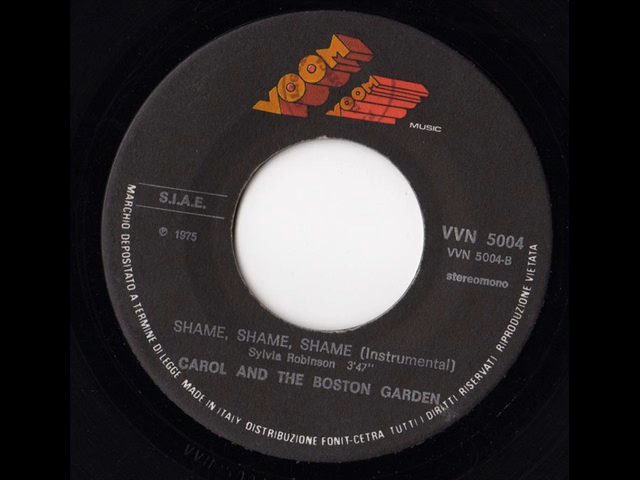 VOOM
VOOM
MUSIC
S.I.A.E.
℗ 1975
VVN 5004
VVN 5004-B
stereomono
SHAME, SHAME, SHAME (Instrumental)
Sylvia Robinson 3'47"
CAROL AND THE BOSTON GARDEN
MARCHIO DEPOSITATO A TERMINE DI LEGGE MADE IN ITALY DISTRIBUZIONE FONIT-CETRA TUTTI I DIRITTI RISERVATI RIPRODUZIONE VIETATA